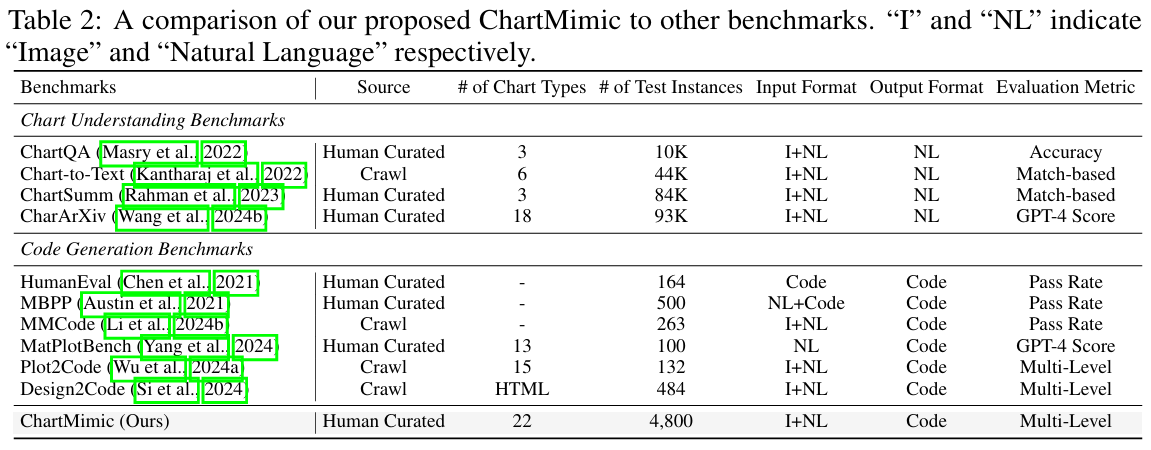 Table 2: A comparison of our proposed ChartMimic to other benchmarks. “I” and “NL” indicate
“Image” and “Natural Language” respectively.
Benchmarks Source # of Chart Types # of Test Instances Input Format Output Format Evaluation Metric
Chart Understanding Benchmarks
ChartQA (Masry et al., 2022) Human Curated 3 10K I+NL NL Accuracy
Chart-to-Text (Kantharaj et al., 2022) Crawl 6 44K I+NL NL Match-based
ChartSumm (Rahman et al., 2023) Human Curated 3 84K I+NL NL Match-based
CharArXiv (Wang et al., 2024b) Human Curated 18 93K I+NL NL GPT-4 Score
Code Generation Benchmarks
HumanEval (Chen et al., 2021) Human Curated - 164 Code Code Pass Rate
MBPP (Austin et al., 2021) Human Curated - 500 NL+Code Code Pass Rate
MMCode (Li et al., 2024b) Crawl - 263 I+NL Code Pass Rate
MatPlotBench (Yang et al., 2024) Human Curated 13 100 NL Code GPT-4 Score
Plot2Code (Wu et al., 2024a) Crawl 15 132 I+NL Code Multi-Level
Design2Code (Si et al., 2024) Crawl HTML 484 I+NL Code Multi-Level
ChartMimic (Ours) Human Curated 22 4,800 I+NL Code Multi-Level